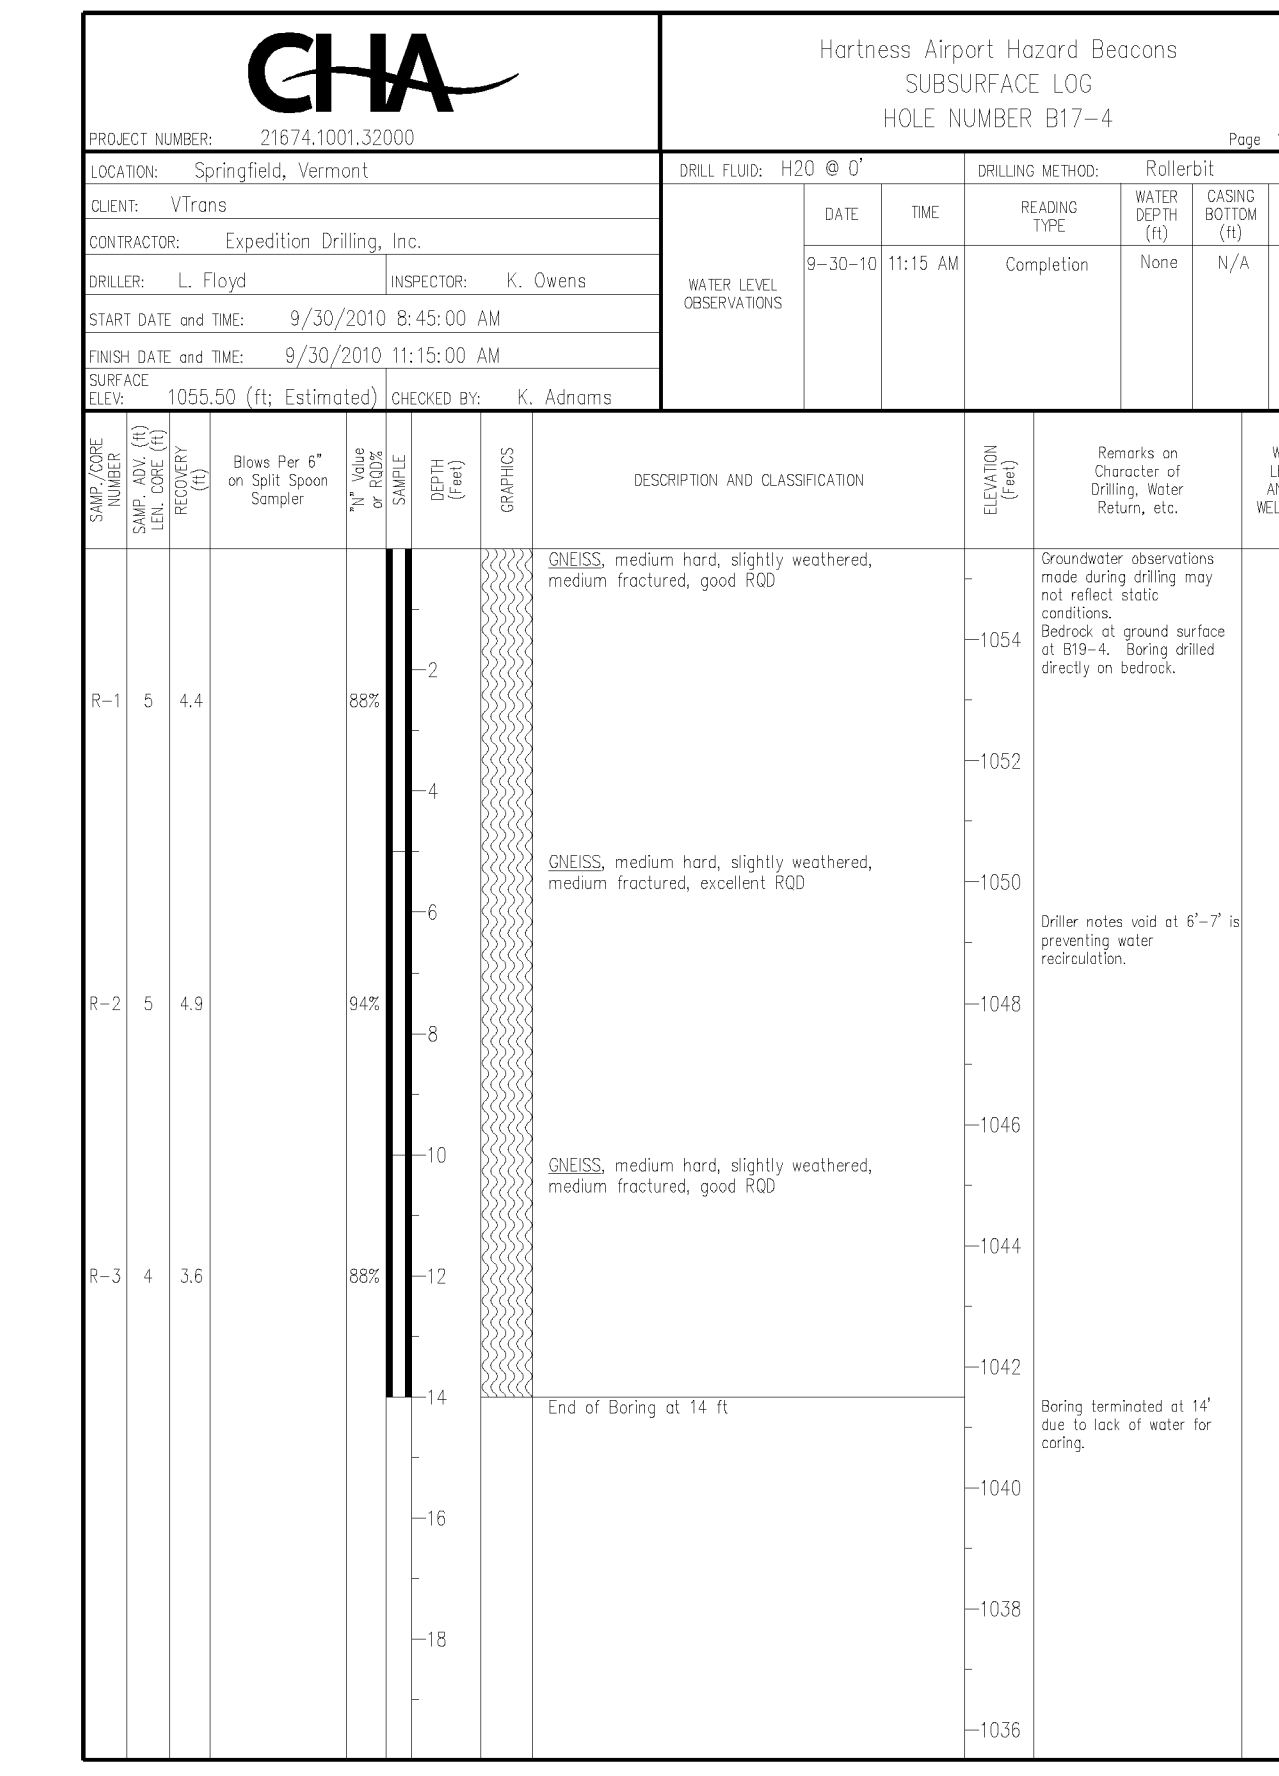 CHA
PROJECT NUMBER: 21674.1001.32000
Hartness Airport Hazard Beacons
SUBSURFACE LOG
HOLE NUMBER B17-4
Page
LOCATION: Springfield, Vermont
CLIENT: VTrans
CONTRACTOR: Expedition Drilling, Inc.
DRILLER: L. Floyd INSPECTOR: K. Owens
START DATE and TIME: 9/30/2010 8:45:00 AM
FINISH DATE and TIME: 9/30/2010 11:15:00 AM
SURFACE
ELEV: 1055.50 (ft; Estimated) CHECKED BY: K. Adnams
DRILL FLUID: H20 @ 0' DRILLING METHOD: Rollerbit
WATER LEVEL
OBSERVATIONS
DATE TIME
READING
TYPE
WATER
DEPTH
(ft)
CASING
BOTTOM
(ft)
9-30-10 11:15 AM Completion None N/A
SAMP./CORE
NUMBER
SAMP. ADV. (ft)
LEN. CORE (ft)
RECOVERY
(ft)
Blows Per 6"
on Split Spoon
Sampler
"N" Value
or RQD%
SAMPLE
DEPTH
(Feet)
GRAPHICS
DESCRIPTION AND CLASSIFICATION
ELEVATION
(Feet)
Remarks on
Character of
Drilling, Water
Return, etc.
GNEISS, medium hard, slightly weathered,
medium fractured, good RQD
Groundwater observations
made during drilling may
not reflect static
conditions.
Bedrock at ground surface
at B19-4. Boring drilled
directly on bedrock.
1054
2
R-1 5 4.4 88%
1052
4
GNEISS, medium hard, slightly weathered,
medium fractured, excellent RQD
1050
6
Driller notes void at 6'-7' is
preventing water
recirculation.
R-2 5 4.9 94%
1048
8
1046
10
GNEISS, medium hard, slightly weathered,
medium fractured, good RQD
1044
R-3 4 3.6 88% 12
1042
14
End of Boring at 14 ft
Boring terminated at 14'
due to lack of water for
coring.
1040
16
1038
18
1036